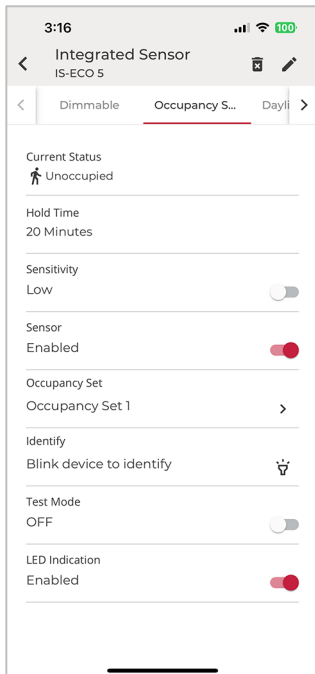 3:16
100
Integrated Sensor
IS-ECO 5
Dimmable
Occupancy S...
Dayli
Current Status
Unoccupied
Hold Time
20 Minutes
Sensitivity
Low
Sensor
Enabled
Occupancy Set
Occupancy Set 1
Identify
Blink device to identify
Test Mode
OFF
LED Indication
Enabled